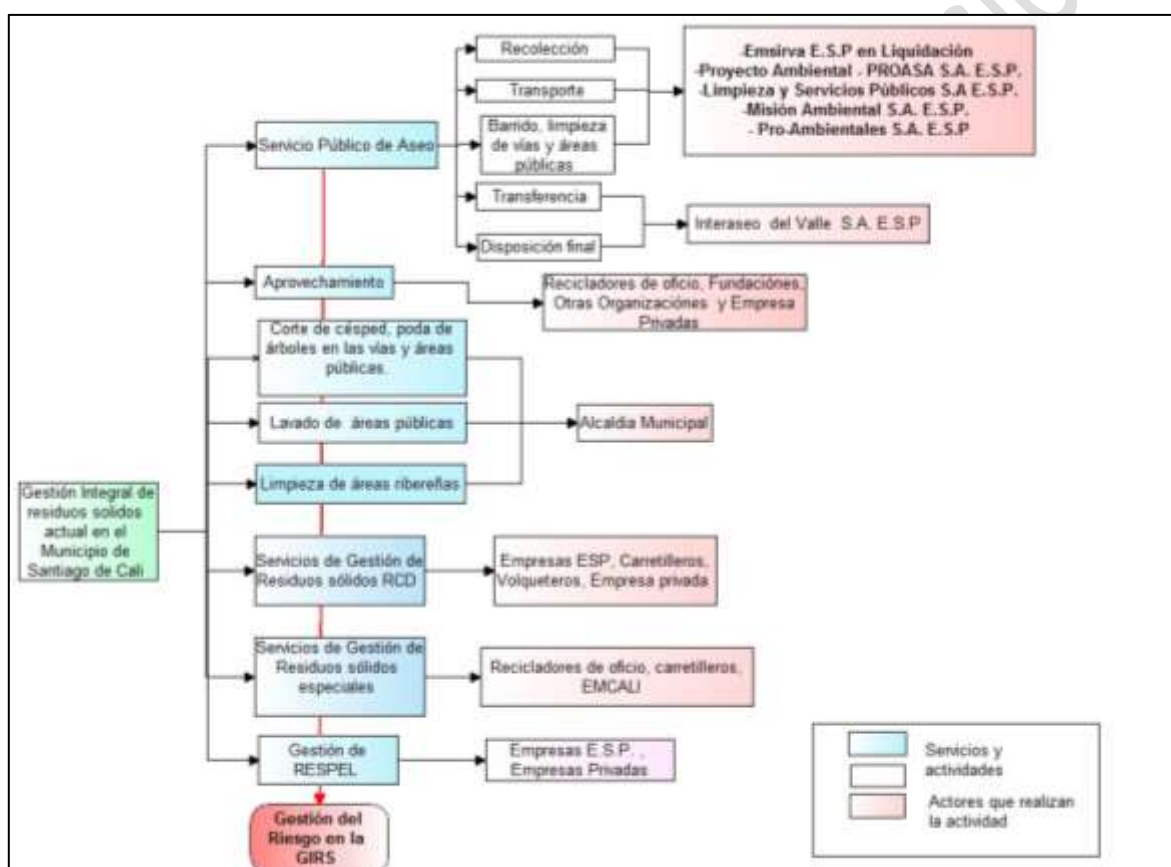 Recolección
Transporte
Barrido, limpieza
de vías y áreas
públicas
Transferencia
Disposición final
-Emsirva E.S.P en Liquidación
-Proyecto Ambiental - PROASA S.A. E.S.P.
-Limpieza y Servicios Públicos S.A E.S.P.
-Misión Ambiental S.A. E.S.P.
- Pro-Ambientales S.A. E.S.P
Servicio Público de Aseo
Interaseo del Valle S.A. E.S.P
Aprovechamiento
Recicladores de oficio, Fundaciónes,
Otras Organizaciónes y Empresa
Privadas
Corte de césped, poda de
árboles en las vías y áreas
públicas.
Lavado de áreas públicas
Alcaldia Municipal
Limpieza de áreas ribereñas
Gestión Integral de
residuos solidos
actual en el
Municipio de
Santiago de Cali
Servicios de Gestión de
Residuos sólidos RCD
Empresas ESP, Carretilleros,
Volqueteros, Empresa privada
Servicios de Gestión de
Residuos sólidos
especiales
Recicladores de oficio, carretilleros,
EMCALI
Gestión de
RESPEL
Empresas E.S.P. ,
Empresas Privadas
Gestión del
Riesgo en la
GIRS
Servicios y
actividades
Actores que realizan
la actividad